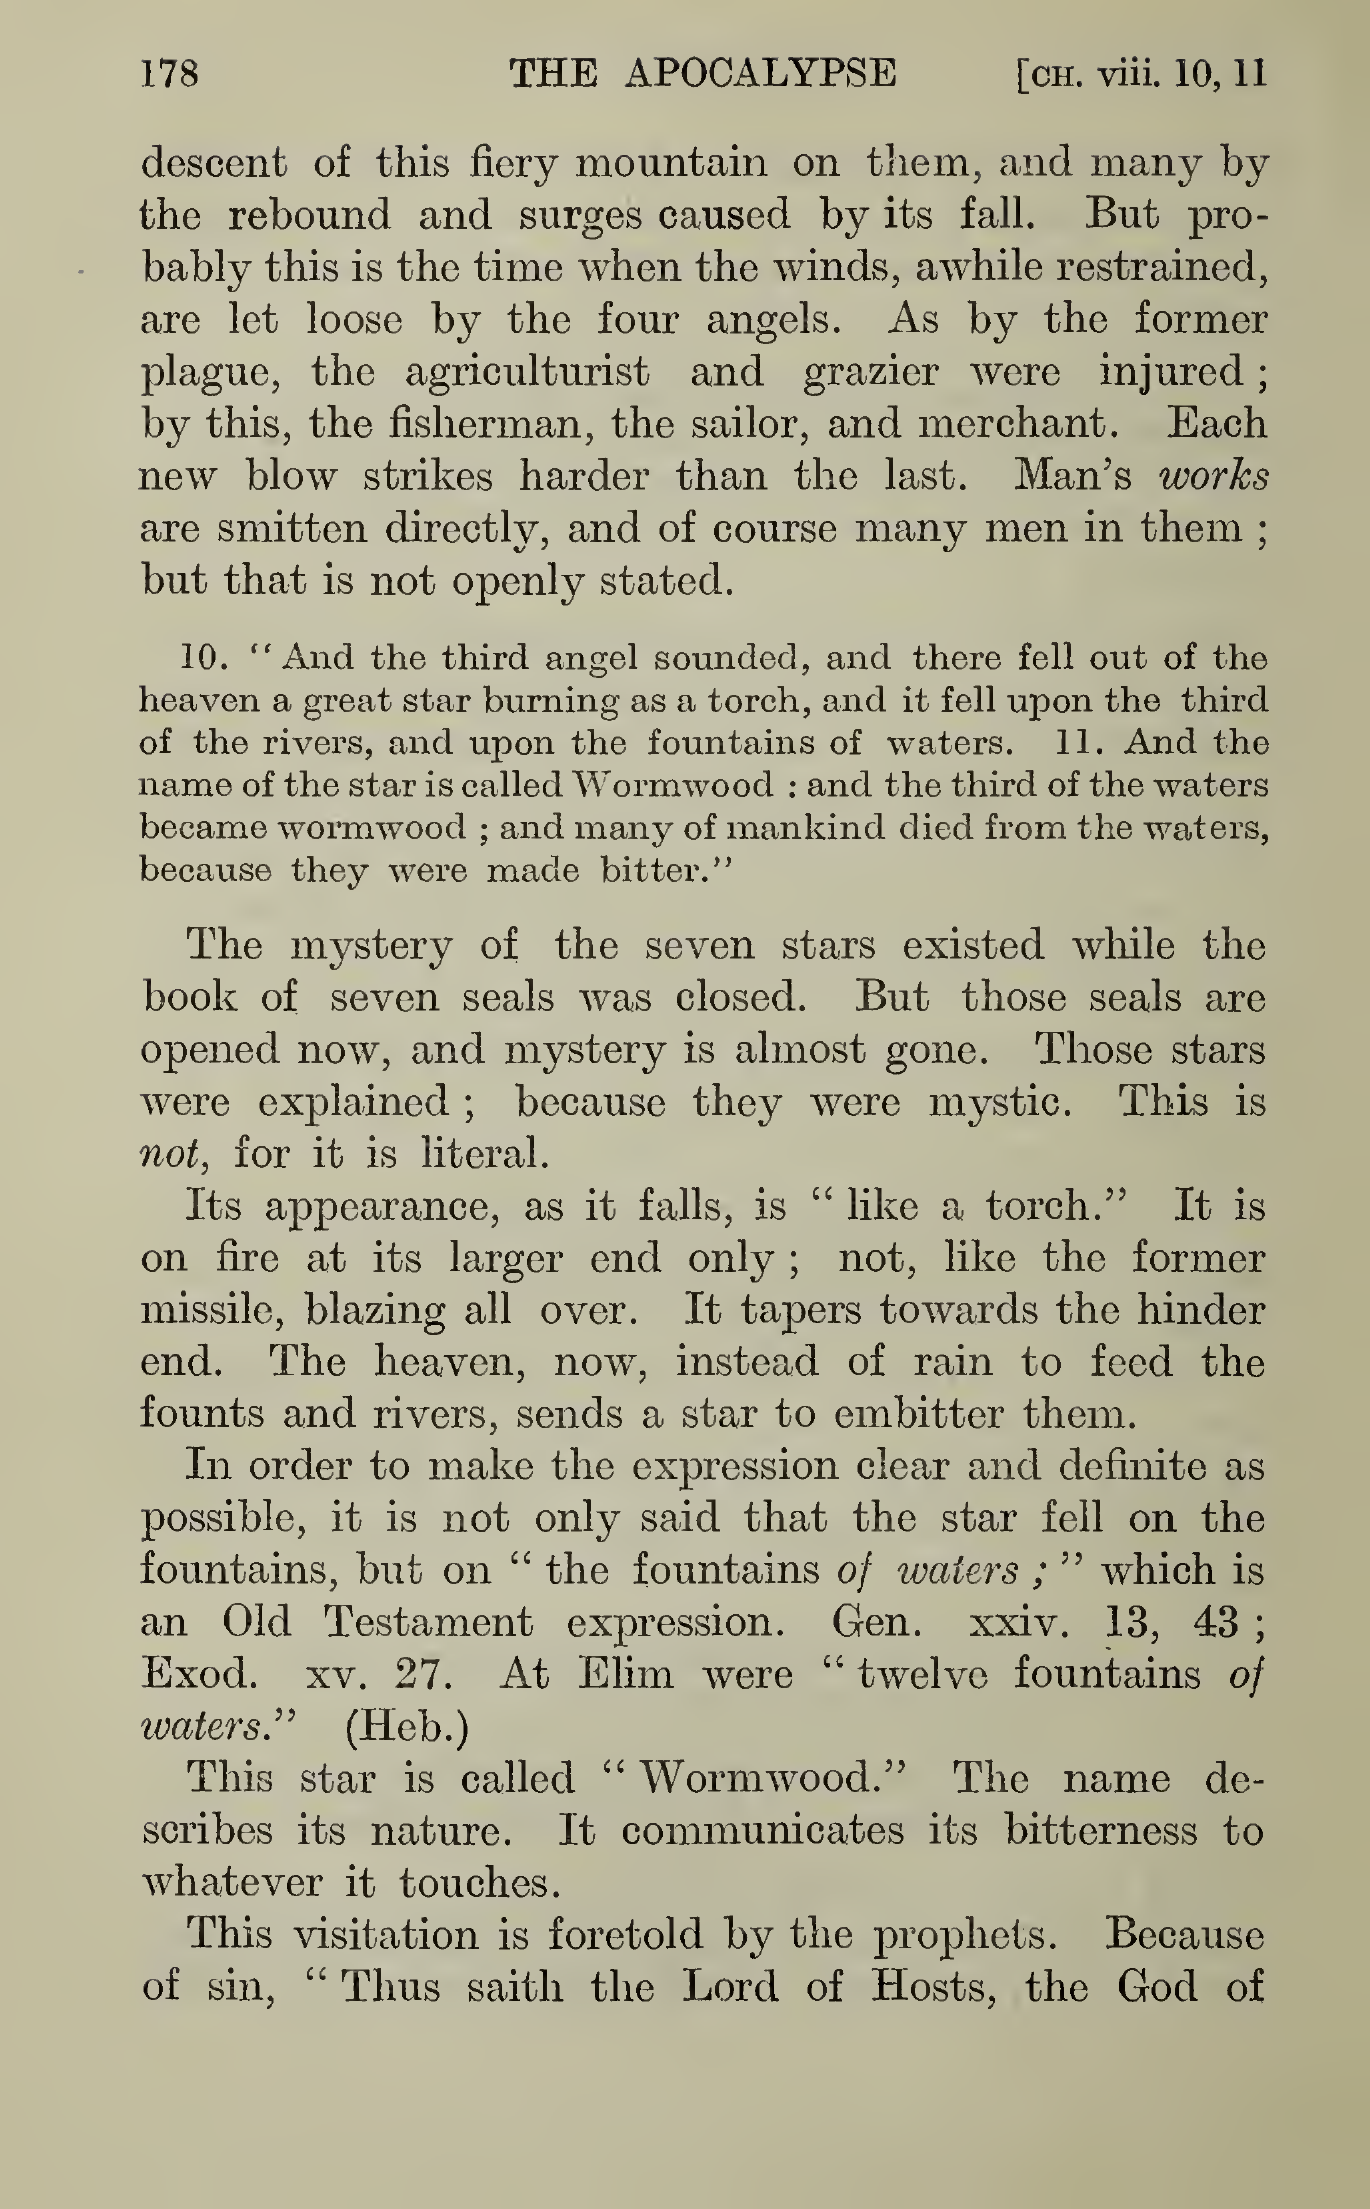 178 THE APOCALYPSE [CH. viii. 10, 11
descent of this fiery mountain on them, and many by
the rebound and surges caused by its fall. But pro-
bably this is the time when the winds, awhile restrained,
are let loose by the four angels. As by the former
plague, the agriculturist and grazier were injured ;
by this, the fisherman, the sailor, and merchant. Each
new blow strikes harder than the last. Man's works
are smitten directly, and of course many men in them ;
but that is not openly stated.
10. "And the third angel sounded, and there fell out of the
heaven a great star burning as a torch, and it fell upon the third
of the rivers, and upon the fountains of waters. 11. And the
name of the star is called Wormwood : and the third of the waters
became wormwood ; and many of mankind died from the waters,
because they were made bitter."
The mystery of the seven stars existed while the
book of seven seals was closed. But those seals are
opened now, and mystery is almost gone. Those stars
were explained ; because they were mystic. This is
not, for it is literal.
Its appearance, as it falls, is " like a torch." It is
on fire at its larger end only ; not, like the former
missile, blazing all over. It tapers towards the hinder
end. The heaven, now, instead of rain to feed the
founts and rivers, sends a star to embitter them.
In order to make the expression clear and definite as
possible, it is not only said that the star fell on the
fountains, but on " the fountains of waters ; " which is
an Old Testament expression. Gen. xxiv. 13, 43 ;
Exod. xv. 27. At Elim were " twelve fountains of
waters." (Heb.)
This star is called " Wormwood." The name de-
scribes its nature. It communicates its bitterness to
whatever it touches.
This visitation is foretold by the prophets. Because
of sin, " Thus saith the Lord of Hosts, the God of